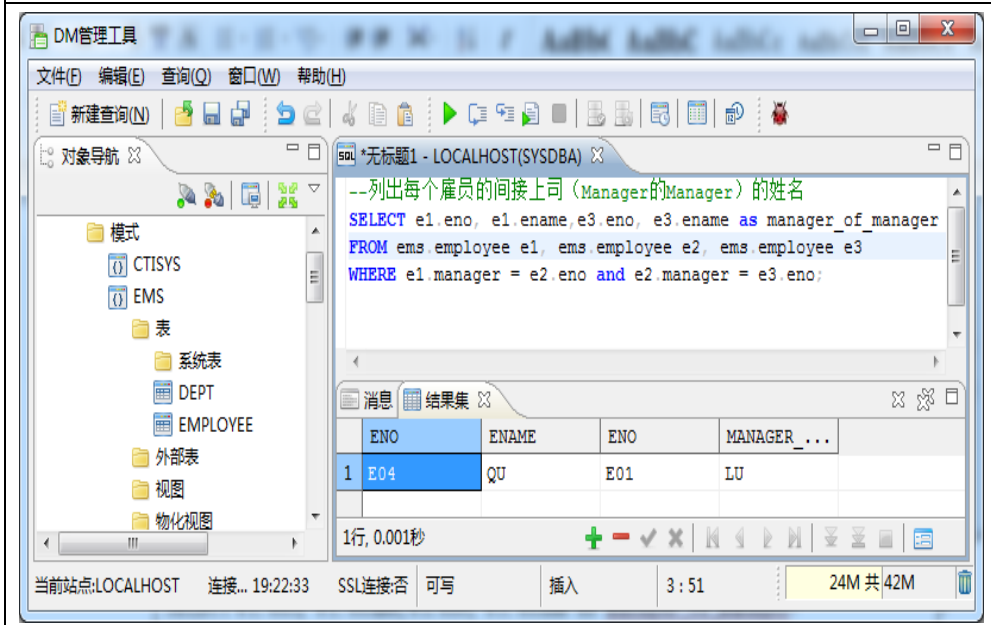 DM管理工具
文件(F) 编辑(E) 查询(Q) 窗口(W) 帮助(H)
新建查询(N)
对象导航
*无标题1 - LOCALHOST(SYSDBA)
模式
CTISYS
EMS
表
系统表
DEPT
EMPLOYEE
外部表
视图
物化视图
--列出每个雇员的间接上司（Manager的Manager）的姓名
SELECT e1.eno, e1.ename,e3.eno, e3.ename as manager_of_manager
FROM ems.employee e1, ems.employee e2, ems.employee e3
WHERE e1.manager = e2.eno and e2.manager = e3.eno;
消息 结果集
ENO ENAME ENO MANAGER_...
1 E04 QU E01 LU
1行, 0.001秒
当前站点:LOCALHOST 连接... 19:22:33 SSL连接:否 可写 插入 3 : 51 24M 共 42M